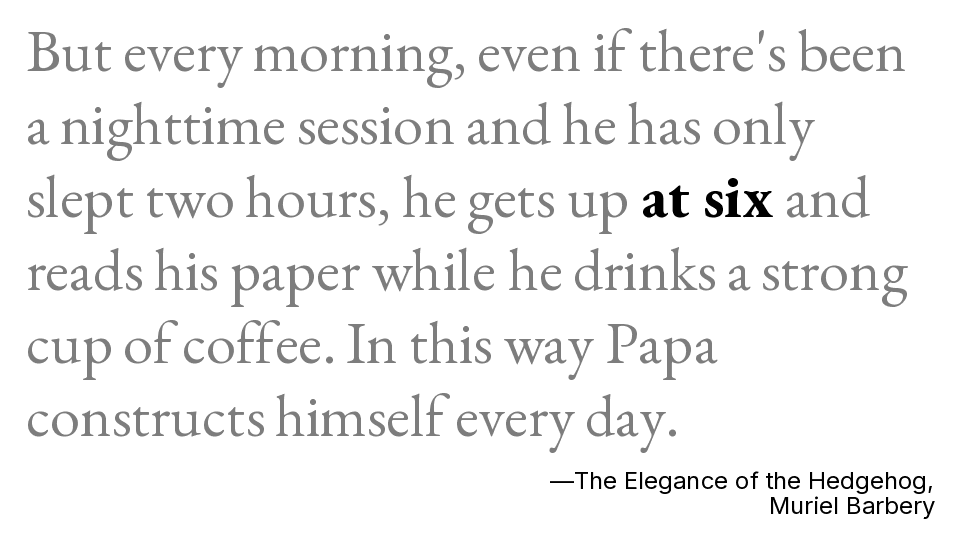 But every morning, even if there's been
a nighttime session and he has only
slept two hours, he gets up at six and
reads his paper while he drinks a strong
cup of coffee. In this way Papa
constructs himself every day.
—The Elegance of the Hedgehog,
Muriel Barbery